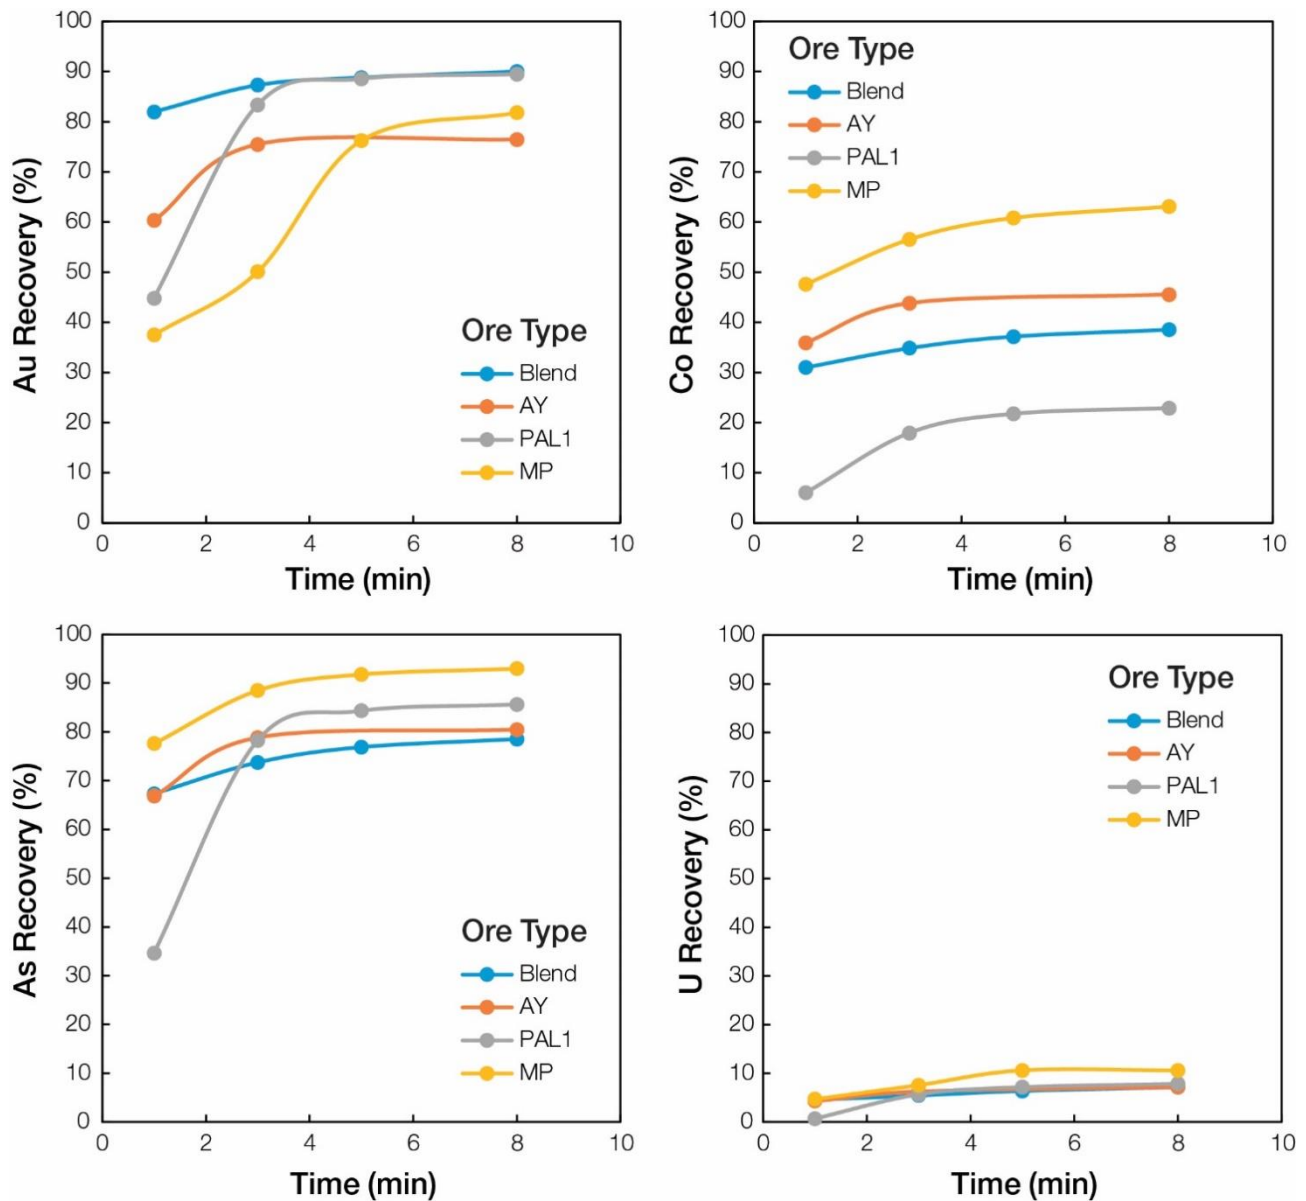 100
90
80
70
60
50
40
30
20
10
0
Au Recovery (%)
Ore Type
Blend
AY
PAL1
MP
0 2 4 6 8 10
Time (min)
100
90
80
70
60
50
40
30
20
10
0
Co Recovery (%)
Ore Type
Blend
AY
PAL1
MP
0 2 4 6 8 10
Time (min)
100
90
80
70
60
50
40
30
20
10
0
As Recovery (%)
Ore Type
Blend
AY
PAL1
MP
0 2 4 6 8 10
Time (min)
100
90
80
70
60
50
40
30
20
10
0
U Recovery (%)
Ore Type
Blend
AY
PAL1
MP
0 2 4 6 8 10
Time (min)